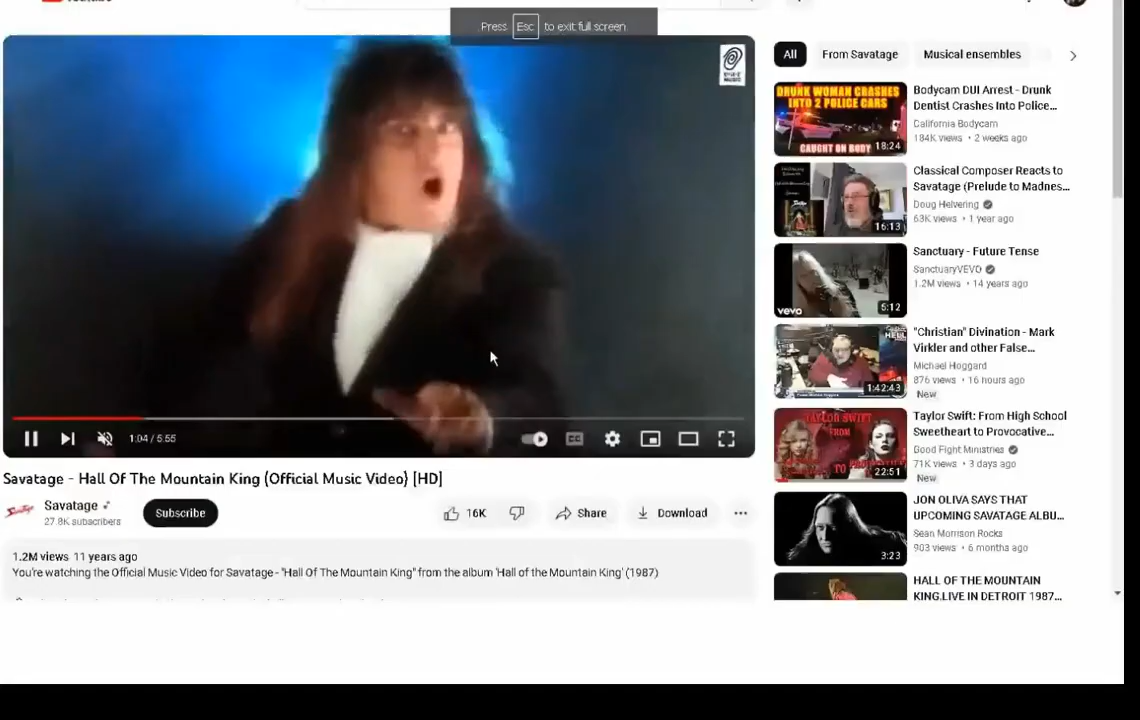 Press Esc to exit full screen
All
From Savatage
Musical ensembles
DRUNK WOMAN CRASHES
INTO 2 POLICE CARS
CAUGHT ON BODY
18:24
Bodycam DUI Arrest - Drunk
Dentist Crashes Into Police...
California Bodycam
184K views • 2 weeks ago
16:13
Classical Composer Reacts to
Savatage (Prelude to Madnes...
Doug Helvering
63K views • 1 year ago
vevo
5:12
Sanctuary - Future Tense
SanctuaryVEVO
1.2M views • 14 years ago
1:42:43
"Christian" Divination - Mark
Virkler and other False...
Michael Hoggard
876 views • 16 hours ago
New
TAYLOR SWIFT
FROM
TO
22:51
Taylor Swift: From High School
Sweetheart to Provocative...
Good Fight Ministries
71K views • 3 days ago
New
3:23
JON OLIVA SAYS THAT
UPCOMING SAVATAGE ALBU...
Sean Morrison Rocks
903 views • 6 months ago
HALL OF THE MOUNTAIN
KING,LIVE IN DETROIT 1987...
1:04 / 5:55
CC
Savatage - Hall Of The Mountain King (Official Music Video) [HD]
Savatage
Savatage
27.8K subscribers
Subscribe
16K
Share
Download
1.2M views 11 years ago
You're watching the Official Music Video for Savatage - "Hall Of The Mountain King" from the album 'Hall of the Mountain King' (1987)